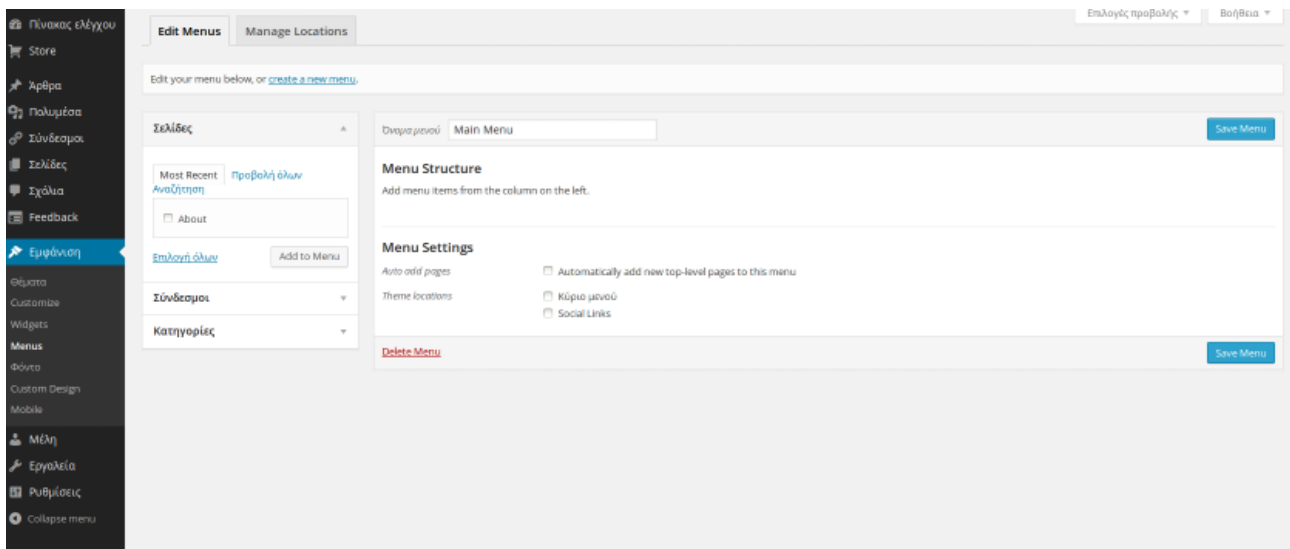 Πίνακας ελέγχου
Store
Άρθρα
Πολυμέσα
Σύνδεσμοι
Σελίδες
Σχόλια
Feedback
Εμφάνιση
Θέματα
Customize
Widgets
Menus
Φόντο
Custom Design
Mobile
Μέλη
Εργαλεία
Ρυθμίσεις
Collapse menu
Επιλογές προβολής Βοήθεια
Edit Menus Manage Locations
Edit your menu below, or create a new menu.
Σελίδες
Most Recent Προβολή όλων
Αναζήτηση
About
Επιλογή όλων Add to Menu
Σύνδεσμοι
Κατηγορίες
Όνομα μενού Main Menu Save Menu
Menu Structure
Add menu items from the column on the left.
Menu Settings
Auto add pages Automatically add new top-level pages to this menu
Theme locations Κύριο μενού
Social Links
Delete Menu Save Menu